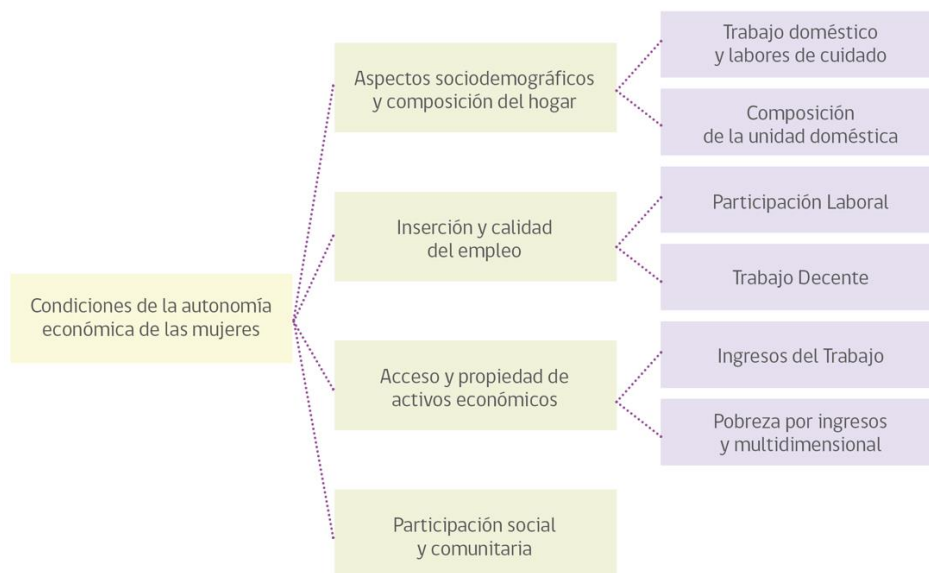 Condiciones de la autonomía
económica de las mujeres
Aspectos sociodemográficos
y composición del hogar
Trabajo doméstico
y labores de cuidado
Composición
de la unidad doméstica
Inserción y calidad
del empleo
Participación Laboral
Trabajo Decente
Acceso y propiedad de
activos económicos
Ingresos del Trabajo
Pobreza por ingresos
y multidimensional
Participación social
y comunitaria